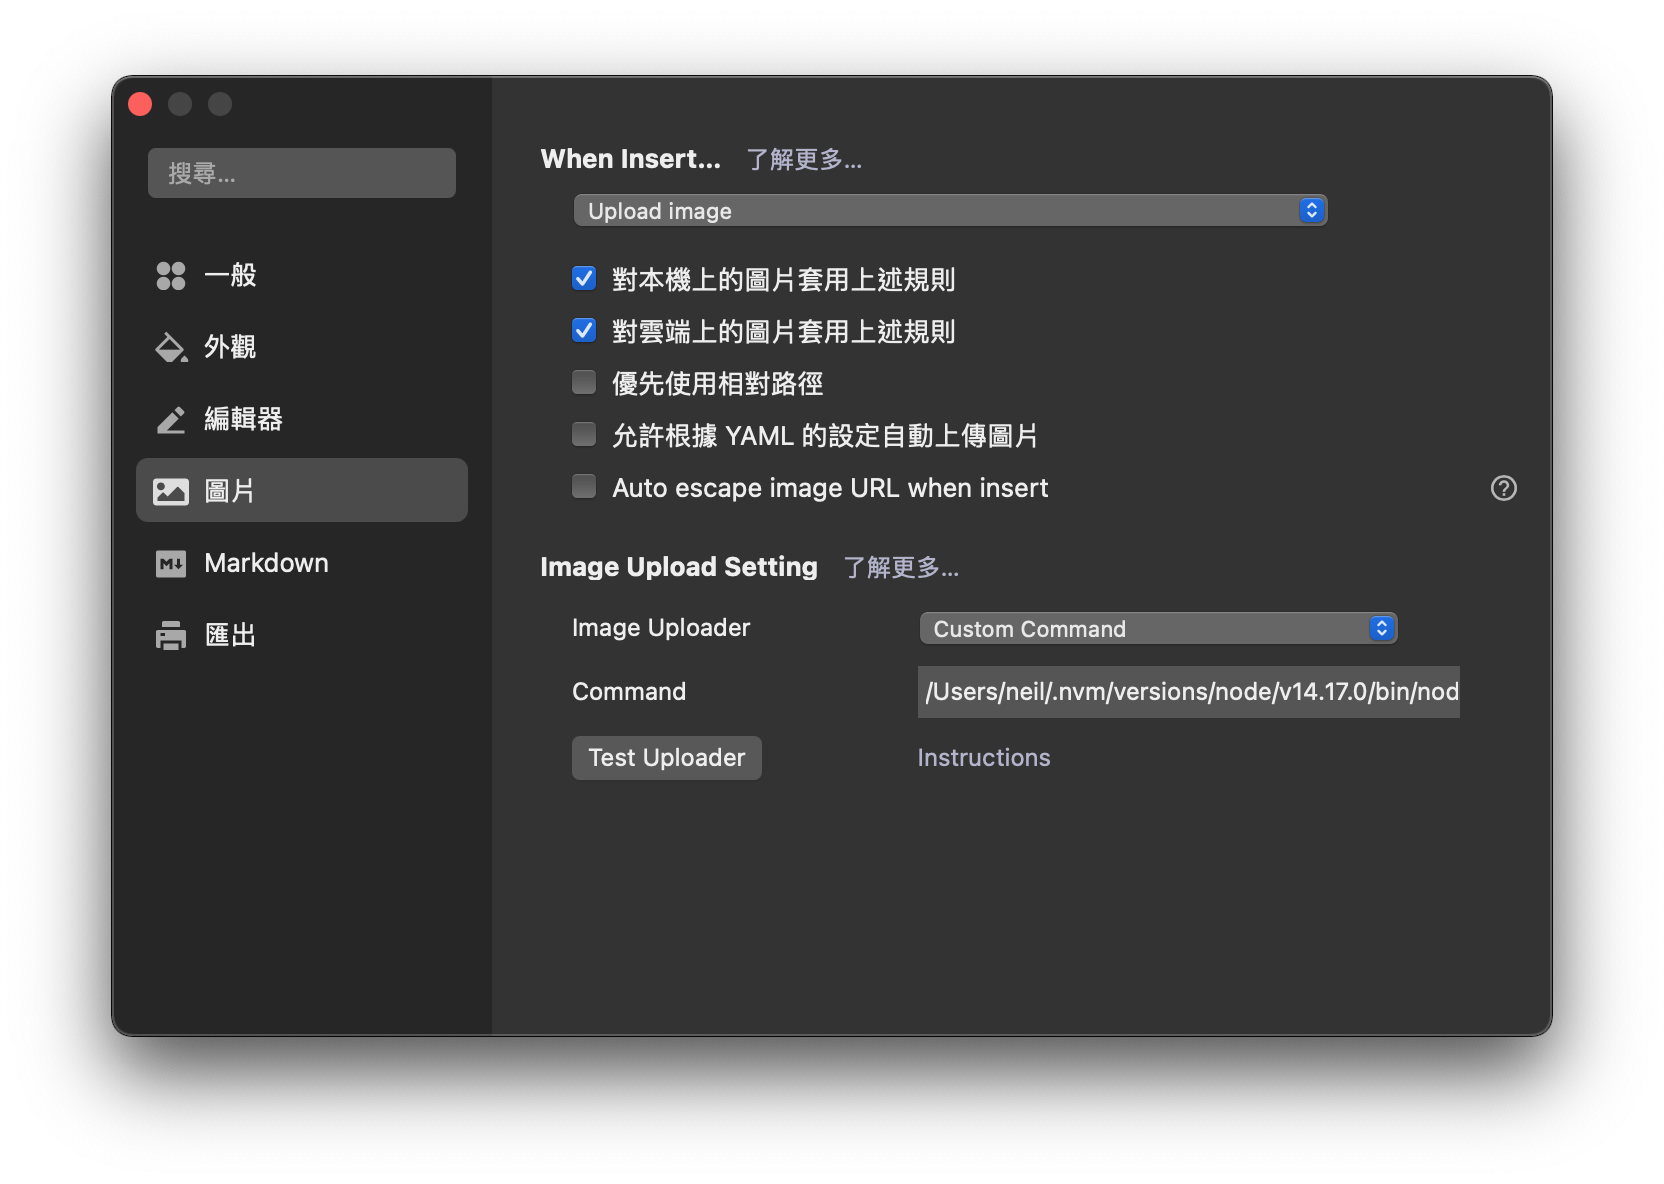 搜尋...
一般
外觀
編輯器
圖片
Markdown
匯出
When Insert... 了解更多...
Upload image
對本機上的圖片套用上述規則
對雲端上的圖片套用上述規則
優先使用相對路徑
允許根據 YAML 的設定自動上傳圖片
Auto escape image URL when insert
Image Upload Setting 了解更多...
Image Uploader Custom Command
Command /Users/neil/.nvm/versions/node/v14.17.0/bin/nod
Test Uploader Instructions